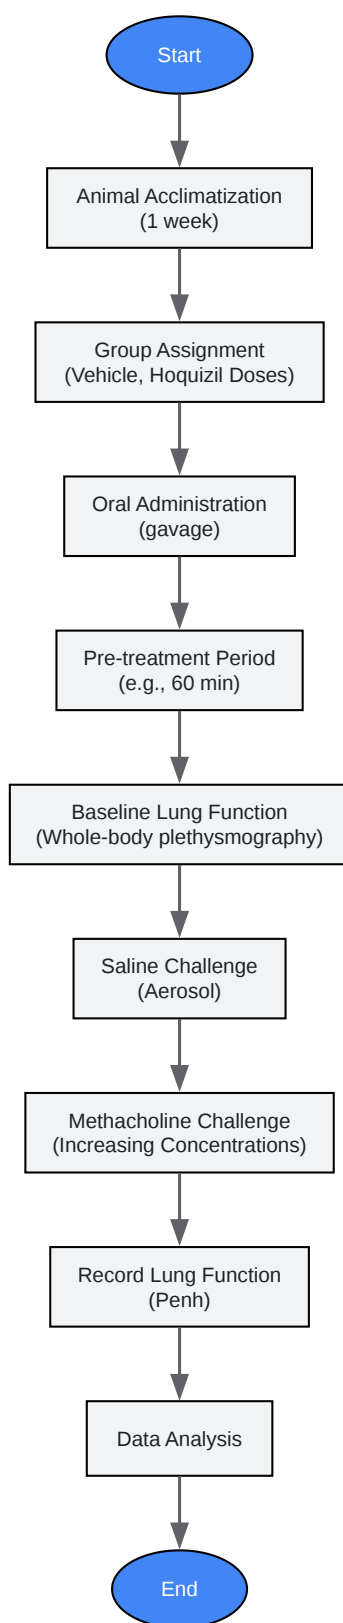 Start
Animal Acclimatization
(1 week)
Group Assignment
(Vehicle, Hoquizil Doses)
Oral Administration
(gavage)
Pre-treatment Period
(e.g., 60 min)
Baseline Lung Function
(Whole-body plethysmography)
Saline Challenge
(Aerosol)
Methacholine Challenge
(Increasing Concentrations)
Record Lung Function
(Penh)
Data Analysis
End